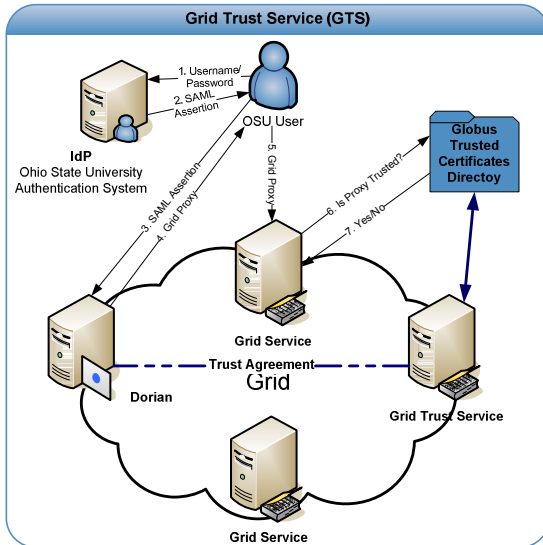 Grid Trust Service (GTS)
1. Username/
Password
2. SAML
Assertion
OSU User
IdP
Ohio State University
Authentication System
Globus
Trusted
Certificates
Directoy
3. SAML Assertion
4. Grid Proxy
5. Grid Proxy
6. Is Proxy Trusted?
7. Yes/No
Grid Service
Trust Agreement
Grid
Dorian
Grid Trust Service
Grid Service